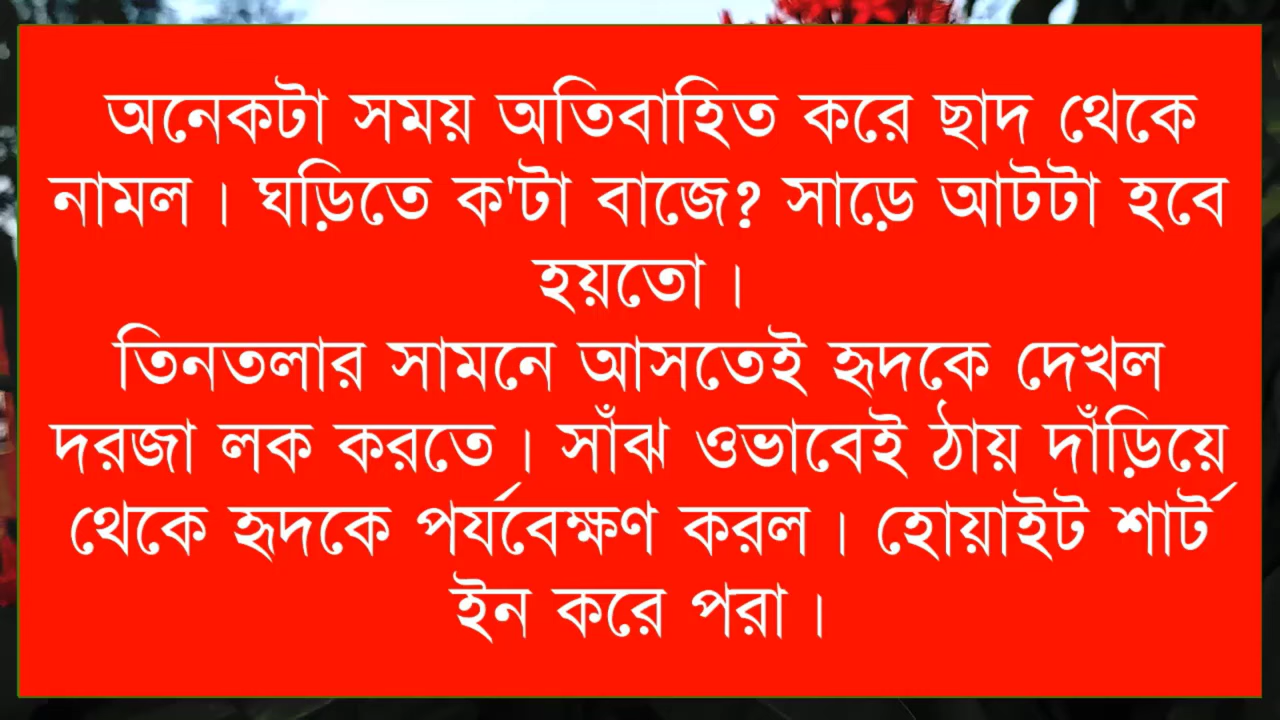 অনেকটা সময় অতিবাহিত করে ছাদ থেকে
নামল। ঘড়িতে ক'টা বাজে? সাড়ে আটটা হবে
হয়তো।
তিনতলার সামনে আসতেই হৃদকে দেখল
দরজা লক করতে। সাঁঝ ওভাবেই ঠায় দাঁড়িয়ে
থেকে হৃদকে পর্যবেক্ষণ করল। হোয়াইট শার্ট
ইন করে পরা।